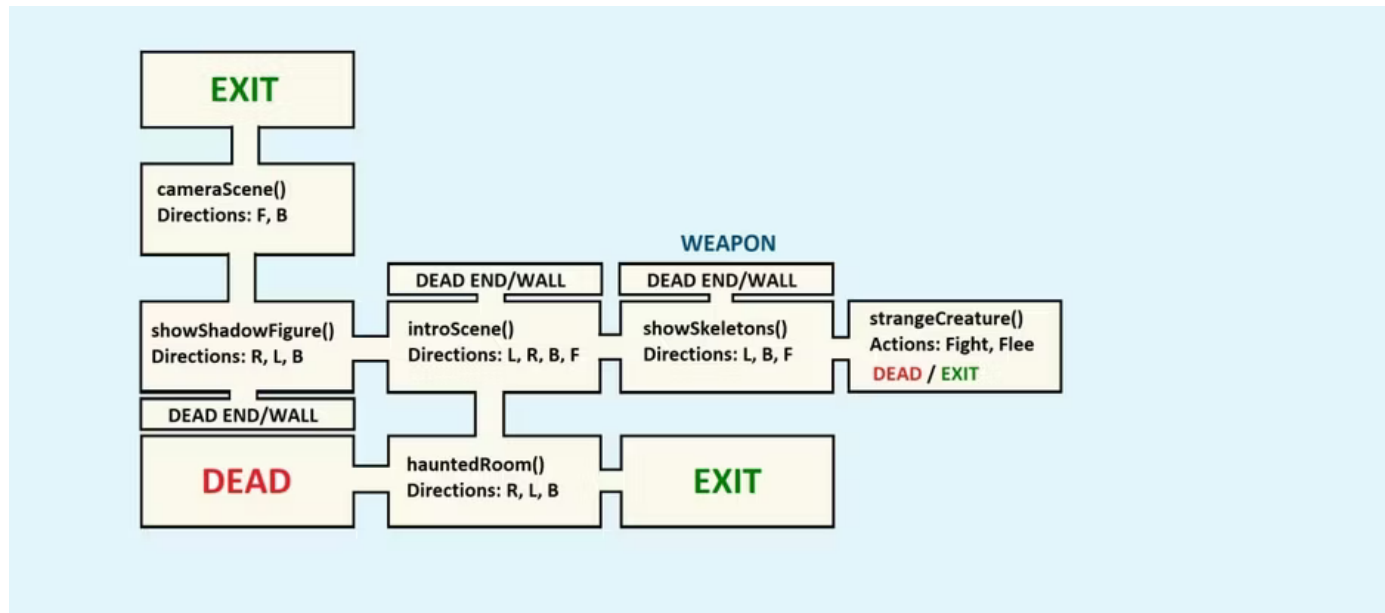 EXIT
cameraScene()
Directions: F, B
WEAPON
DEAD END/WALL
DEAD END/WALL
showShadowFigure()
Directions: R, L, B
introScene()
Directions: L, R, B, F
showSkeletons()
Directions: L, B, F
strangeCreature()
Actions: Fight, Flee
DEAD / EXIT
DEAD END/WALL
DEAD
hauntedRoom()
Directions: R, L, B
EXIT